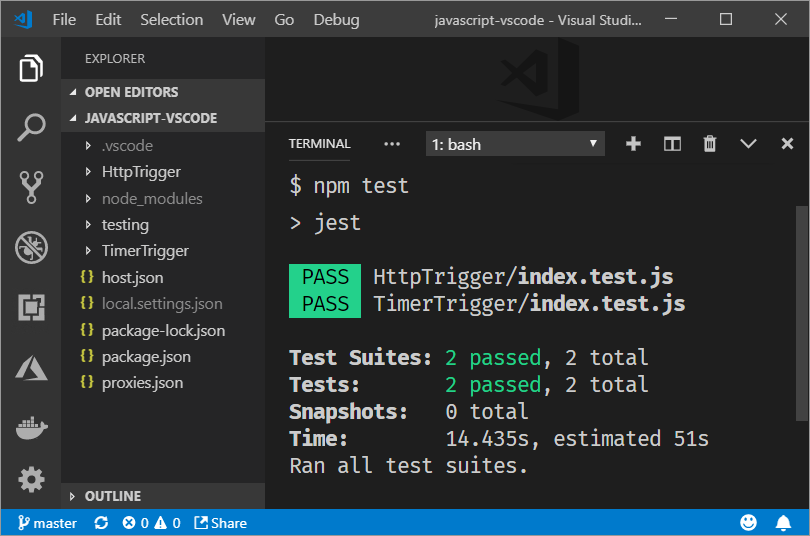 File Edit Selection View Go Debug javascript-vscode - Visual Studi...
EXPLORER
OPEN EDITORS
JAVASCRIPT-VSCODE
.vscode
HttpTrigger
node_modules
testing
TimerTrigger
{} host.json
{} local.settings.json
{} package-lock.json
{} package.json
{} proxies.json
OUTLINE
TERMINAL ... 1: bash
$ npm test
> jest
PASS HttpTrigger/index.test.js
PASS TimerTrigger/index.test.js
Test Suites: 2 passed, 2 total
Tests: 2 passed, 2 total
Snapshots: 0 total
Time: 14.435s, estimated 51s
Ran all test suites.
master 0 0 Share